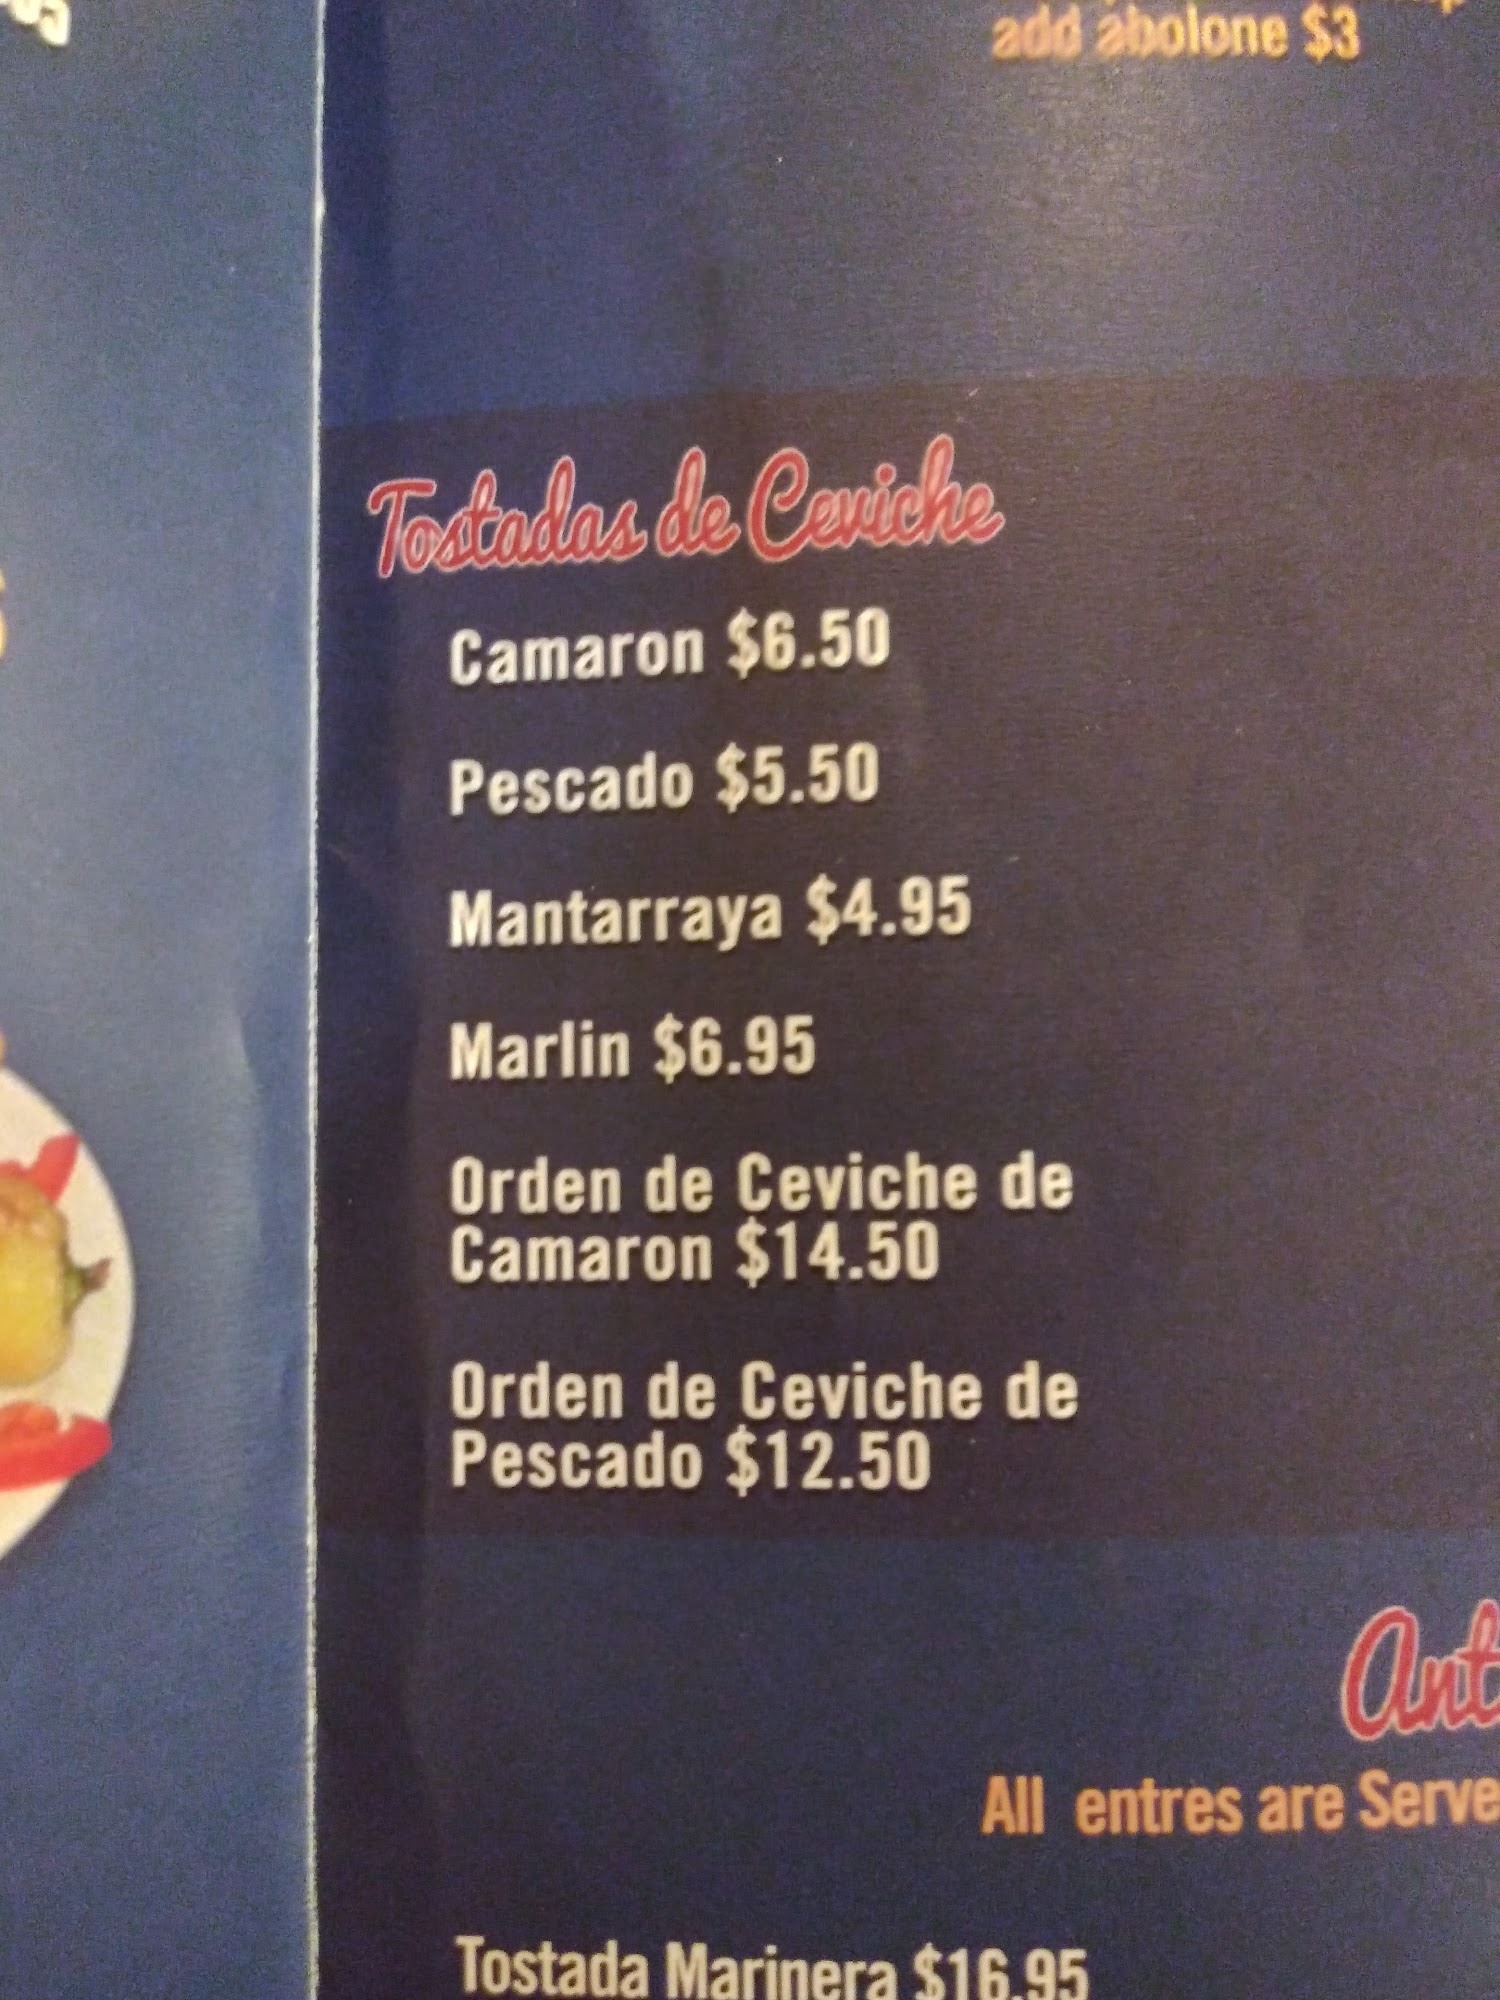 add abolone $3
Tostadas de Ceviche
Camaron $6.50
Pescado $5.50
Mantarraya $4.95
Marlin $6.95
Orden de Ceviche de
Camaron $14.50
Orden de Ceviche de
Pescado $12.50
All entres are
Tostada Marinera $16.95